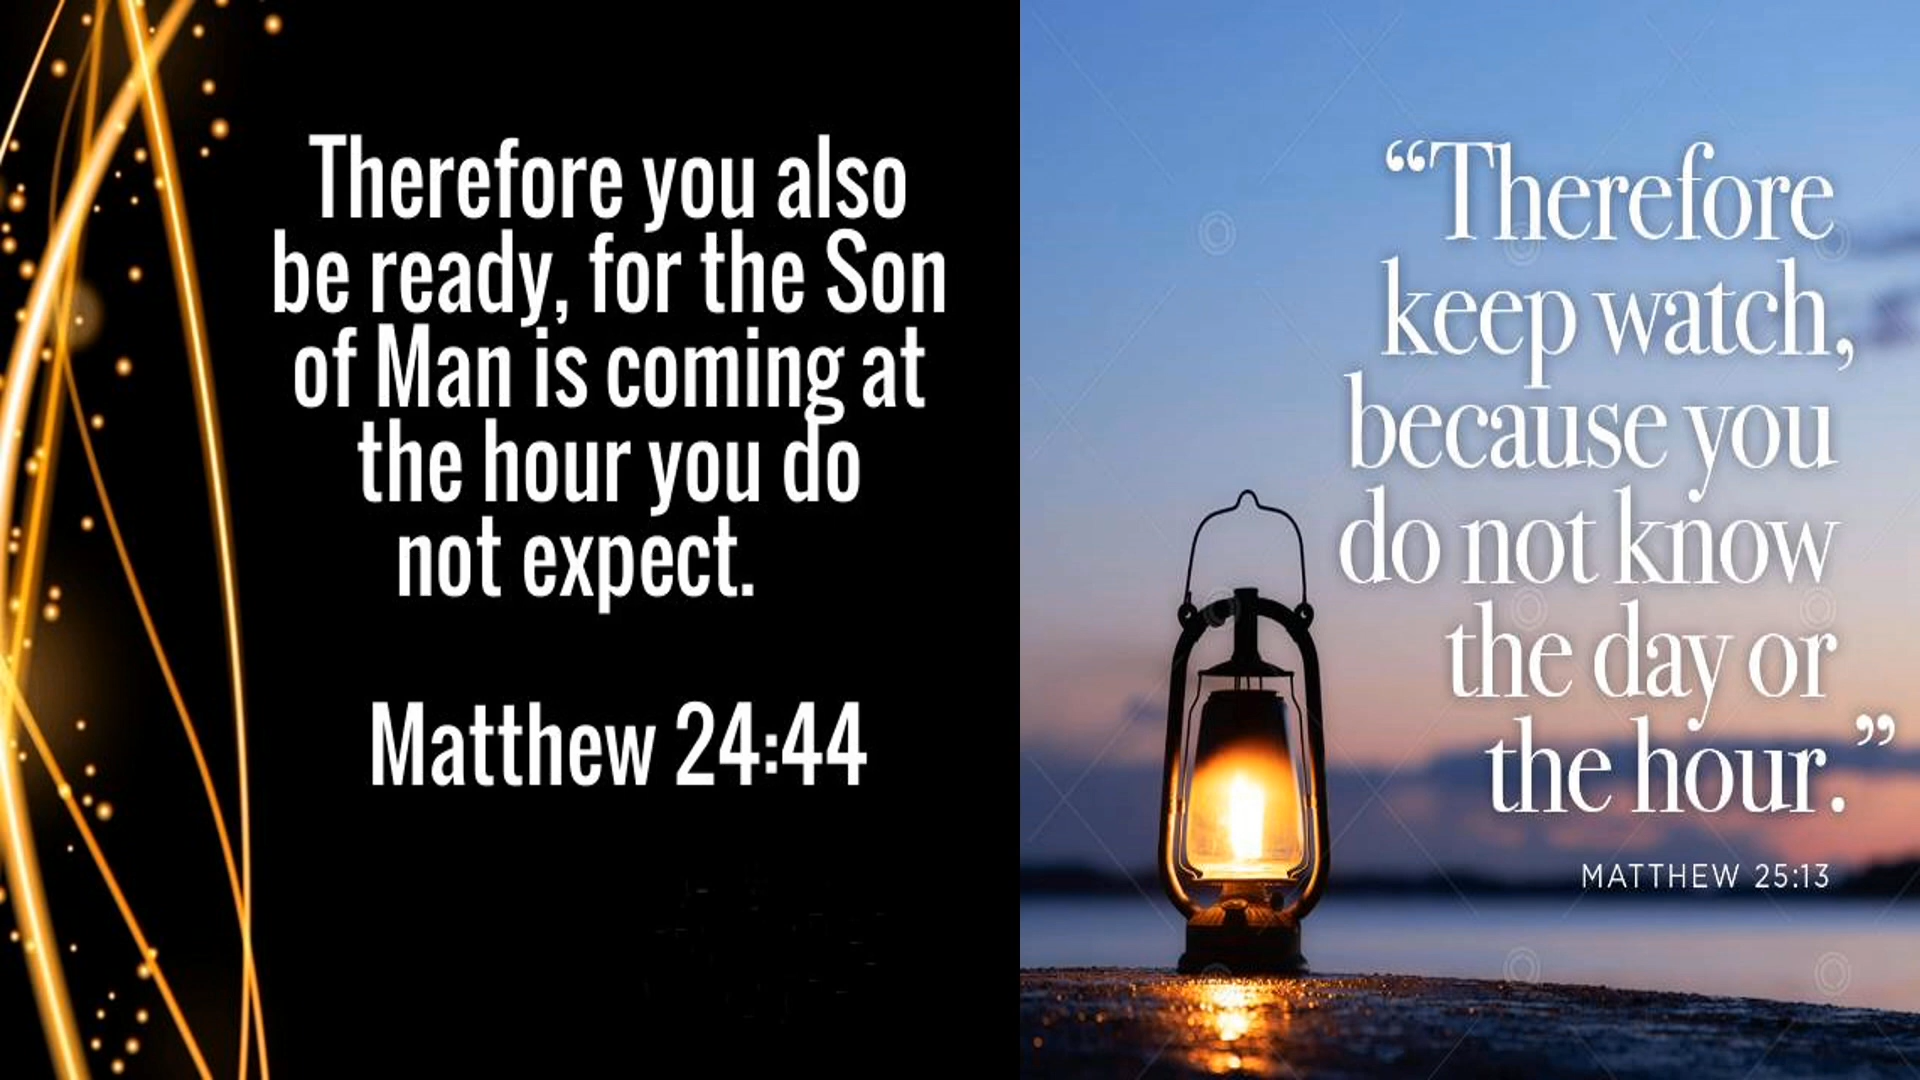 Therefore you also
be ready, for the Son
of Man is coming at
the hour you do
not expect.
Matthew 24:44
“Therefore
keep watch,
because you
do not know
the day or
the hour.”
MATTHEW 25:13